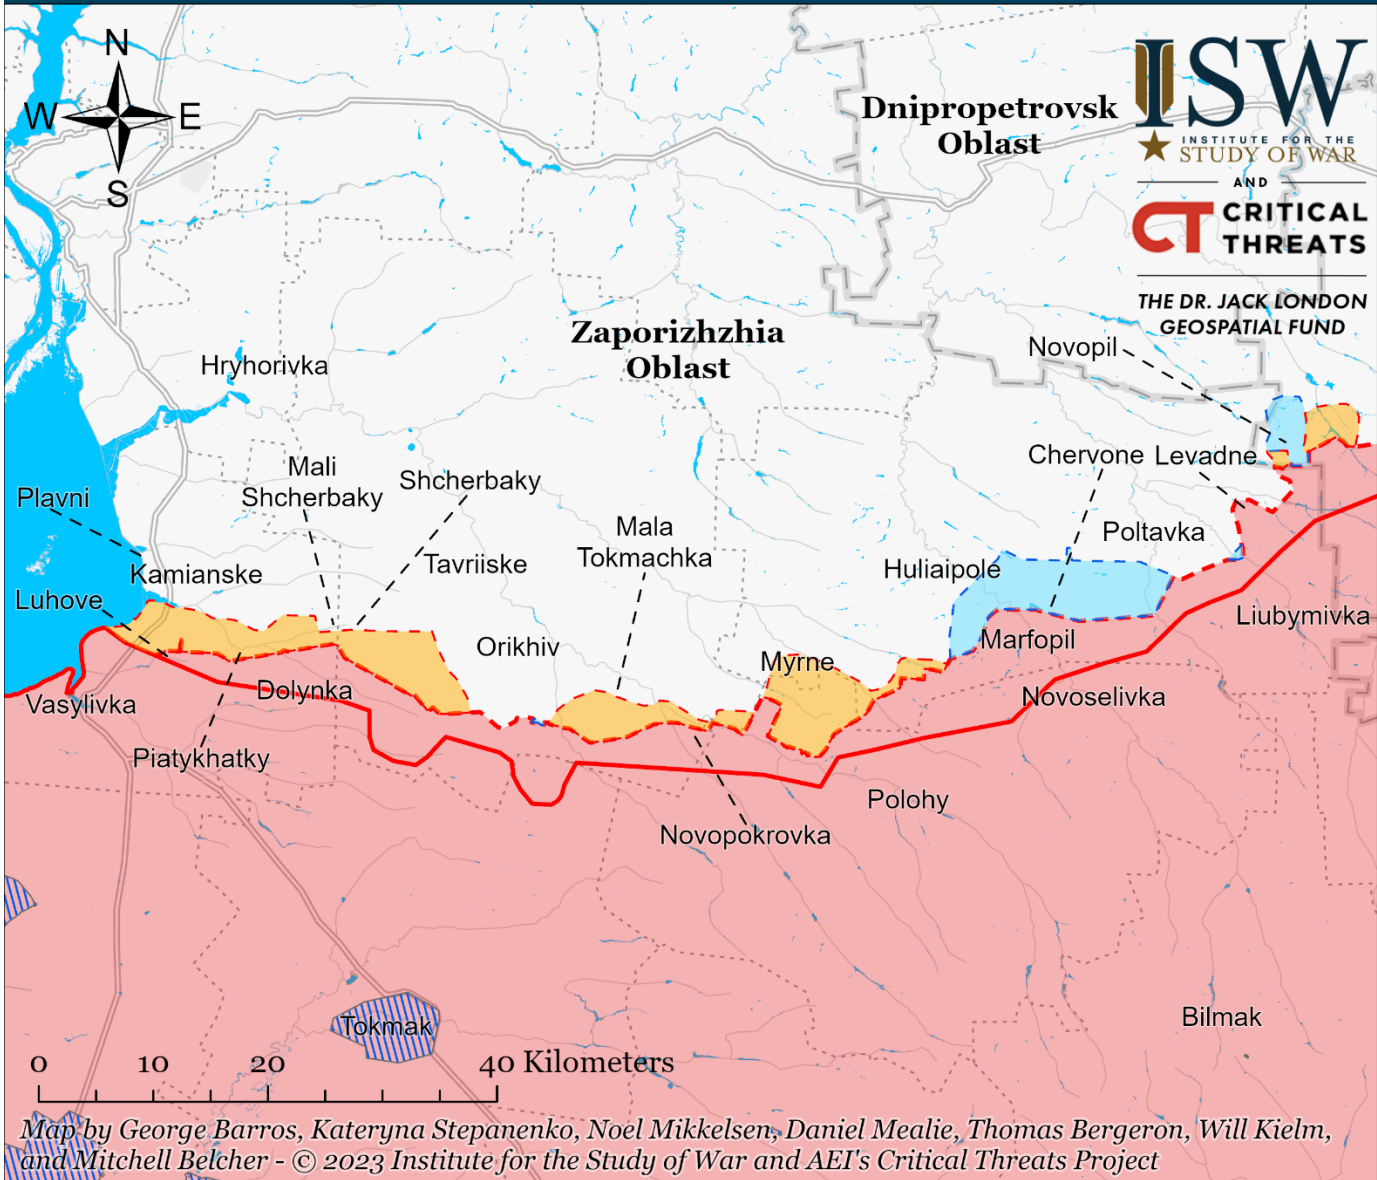 N
W E
S
Dnipropetrovsk
Oblast
ISW
INSTITUTE FOR THE
STUDY OF WAR
AND
CT CRITICAL
THREATS
THE DR. JACK LONDON
GEOSPATIAL FUND
Zaporizhzhia
Oblast
Novopil
Hryhorivka
Mali
Shcherbaky
Shcherbaky
Chervone
Levadne
Plavni
Mala
Tokmachka
Poltavka
Kamianske
Tavriiske
Huliaipole
Luhove
Liubymivka
Orikhiv
Marfopil
Myrne
Dolynka
Novoselivka
Vasylivka
Piatykhatky
Polohy
Novopokrovka
Bilmak
Tokmak
0 10 20 40 Kilometers
Map by George Barros, Kateryna Stepanenko, Noel Mikkelsen, Daniel Mealie, Thomas Bergeron, Will Kielm,
and Mitchell Belcher - © 2023 Institute for the Study of War and AEI's Critical Threats Project